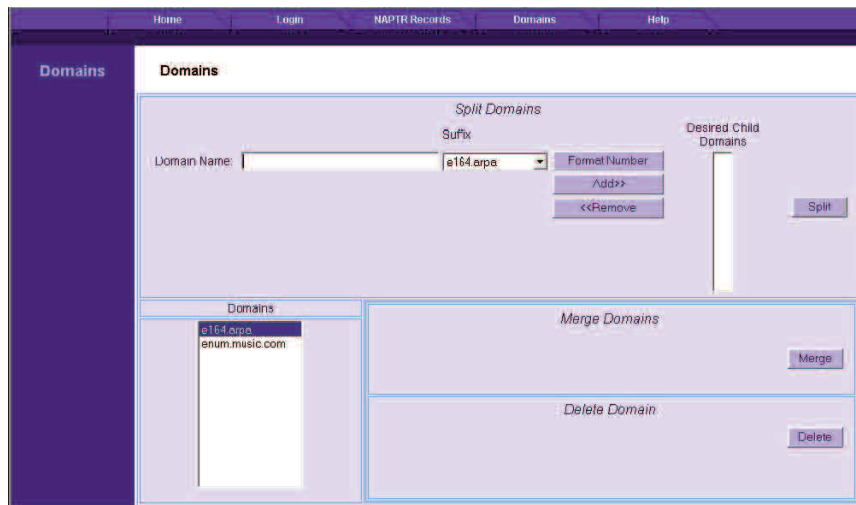 Home Login NAPTR Records Domains Help
Domains
Domains
Split Domains
Suffix
Desired Child
Domains
Domain Name:
e164.arpa
Format Number
Add>>
<<Remove
Split
Domains
e164.arpa
enum.music.com
Merge Domains
Merge
Delete Domain
Delete